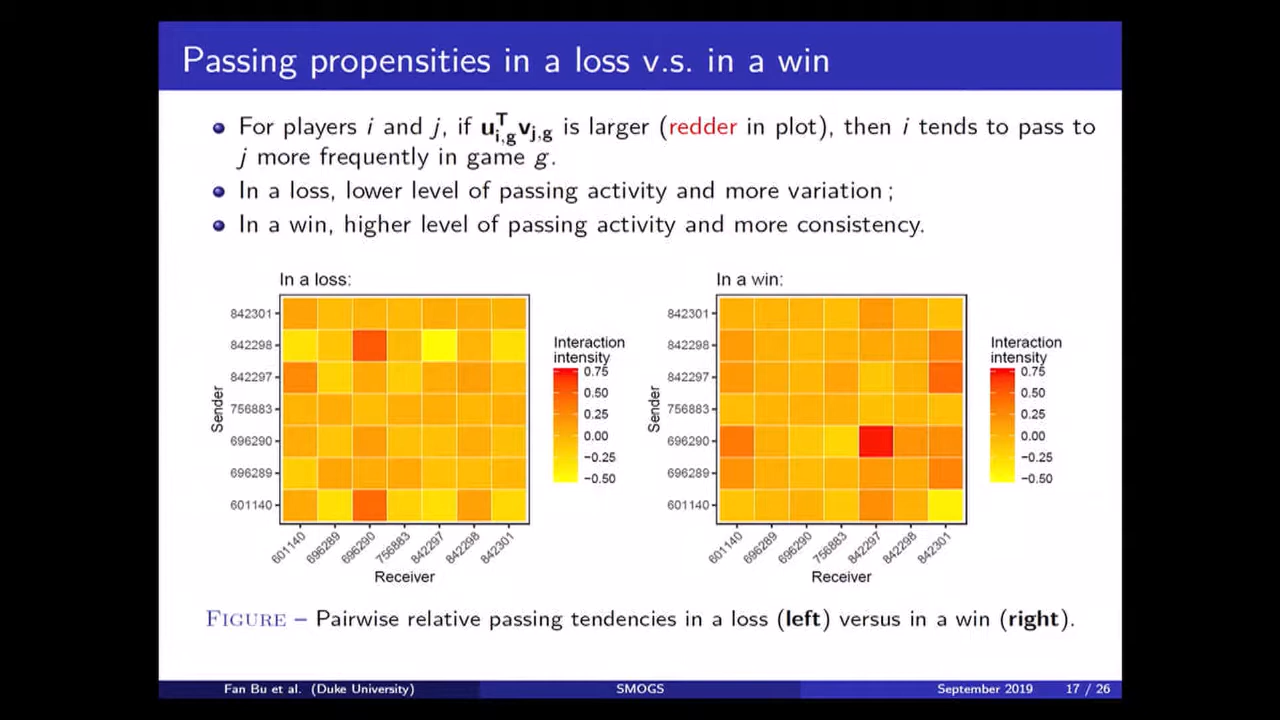 Passing propensities in a loss v.s. in a win
For players i and j, if u^T_{i,g}v_{j,g} is larger (redder in plot), then i tends to pass to
j more frequently in game g.
In a loss, lower level of passing activity and more variation ;
In a win, higher level of passing activity and more consistency.
In a loss:
842301
842298
842297
756883
696290
696289
601140
Sender
601140 696289 696290 756883 842297 842298 842301
Receiver
Interaction
intensity
0.75
0.50
0.25
0.00
−0.25
−0.50
In a win:
842301
842298
842297
756883
696290
696289
601140
Sender
601140 696289 696290 756883 842297 842298 842301
Receiver
Interaction
intensity
0.75
0.50
0.25
0.00
−0.25
−0.50
FIGURE – Pairwise relative passing tendencies in a loss (left) versus in a win (right).
Fan Bu et al. (Duke University) SMOGS September 2019 17 / 26